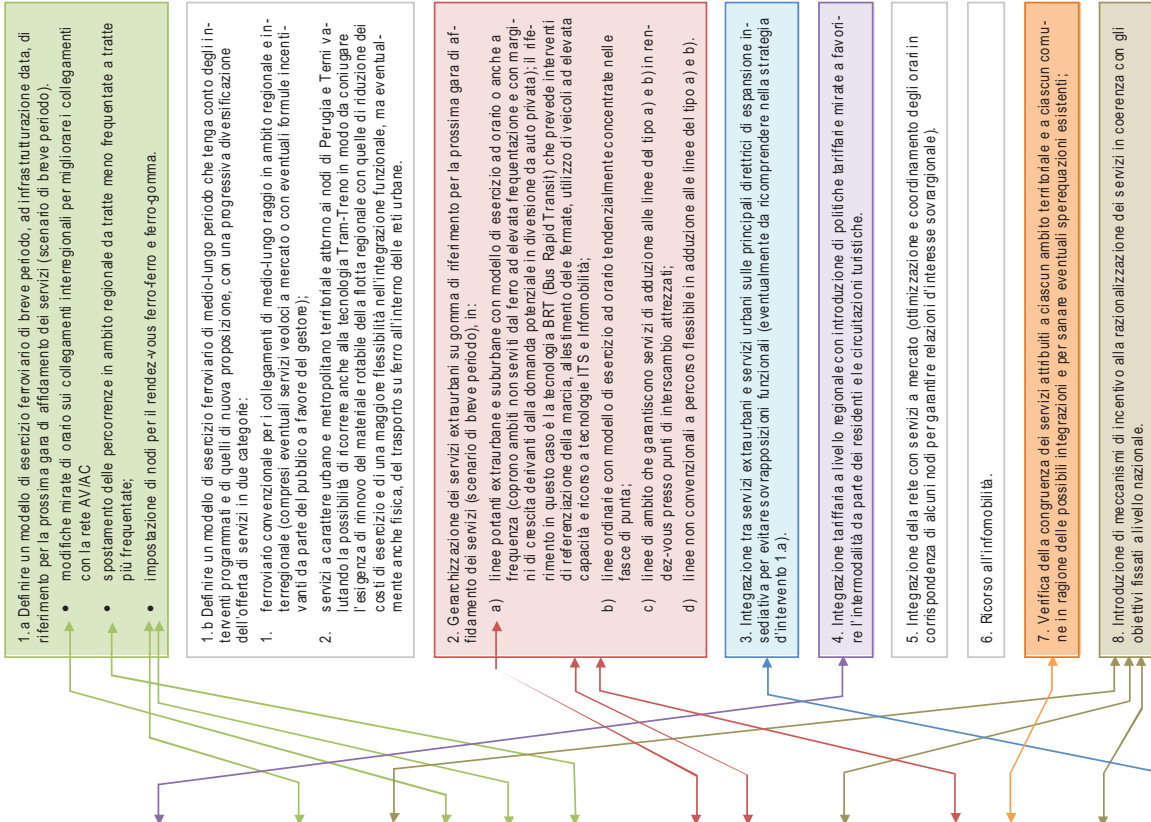 1.a Definire un modello di esercizio ferroviario di breve periodo, ad infrastrutturazione data, di
riferimento per la prossima gara di affidamento dei servizi (scenario di breve periodo).
• modifiche mirate di orario sui collegamenti interregionali per migliorare i collegamenti
con la rete AV/AC
• spostamento delle percorrenze in ambito regionale da tratte meno frequentate a tratte
più frequentate;
• impostazione di nodi per il rendez-vous ferro-ferro e ferro-gomma.
1.b Definire un modello di esercizio ferroviario di medio-lungo periodo che tenga conto degli in-
terventi programmati e di quelli di nuova proposizione, con una progressiva diversificazione
dell'offerta di servizi in due categorie:
1. ferroviario convenzionale per i collegamenti di medio-lungo raggio in ambito regionale e in-
terregionale (compresi eventuali servizi veloci a mercato o con eventuali formule incenti-
vanti da parte del pubblico a favore del gestore);
2. servizi a carattere urbano e metropolitano territoriale attorno ai nodi di Perugia e Terni va-
lutando la possibilità di ricorrere anche alla tecnologia Tram-Treno in modo da coniugare
l'esigenza di rinnovo del materiale rotabile della flotta regionale con quelle di riduzione dei
costi di esercizio e di una maggiore flessibilità nell'integrazione funzionale, ma eventual-
mente anche fisica, del trasporto su ferro all'interno delle reti urbane.
2. Gerarchizzazione dei servizi extraurbani su gomma di riferimento per la prossima gara di af-
fidamento dei servizi (scenario di breve periodo), in:
a) linee portanti extraurbane e suburbane con modello di esercizio ad orario o anche a
frequenza (coprono ambiti non serviti dal ferro ad elevata frequentazione e con margi-
ni di crescita derivanti dalla domanda potenziale in diversione da auto privata); il rife-
rimento in questo caso è la tecnologia BRT (Bus Rapid Transit) che prevede interventi
di referenziazione della marcia, allestimento delle fermate, utilizzo di veicoli ad elevata
capacità e ricorso a tecnologie ITS e Infomobilità;
b) linee ordinarie con modello di esercizio ad orario tendenzialmente concentrate nelle
fasce di punta;
c) linee di ambito che garantiscono servizi di adduzione alle linee del tipo a) e b) in ren-
dez-vous presso punti di interscambio attrezzati;
d) linee non convenzionali a percorso flessibile in adduzione alle linee del tipo a) e b).
3. Integrazione tra servizi extraurbani e servizi urbani sulle principali direttrici di espansione in-
sediativa per evitare sovrapposizioni funzionali (eventualmente da ricomprendere nella strategia
d'intervento 1.a).
4. Integrazione tariffaria a livello regionale con introduzione di politiche tariffarie mirate a favori-
re l'intermodalità da parte dei residenti e le circuitazioni turistiche.
5. Integrazione della rete con servizi a mercato (ottimizzazione e coordinamento degli orari in
corrispondenza di alcuni nodi per garantire relazioni d'interesse sovrargionale).
6. Ricorso all'infomobilità.
7. Verifica della congruenza dei servizi attribuiti a ciascun ambito territoriale e a ciascun comu-
ne in ragione delle possibili integrazioni e per sanare eventuali sperequazioni esistenti;
8. Introduzione di meccanismi di incentivo alla razionalizzazione dei servizi in coerenza con gli
obiettivi fissati a livello nazionale.